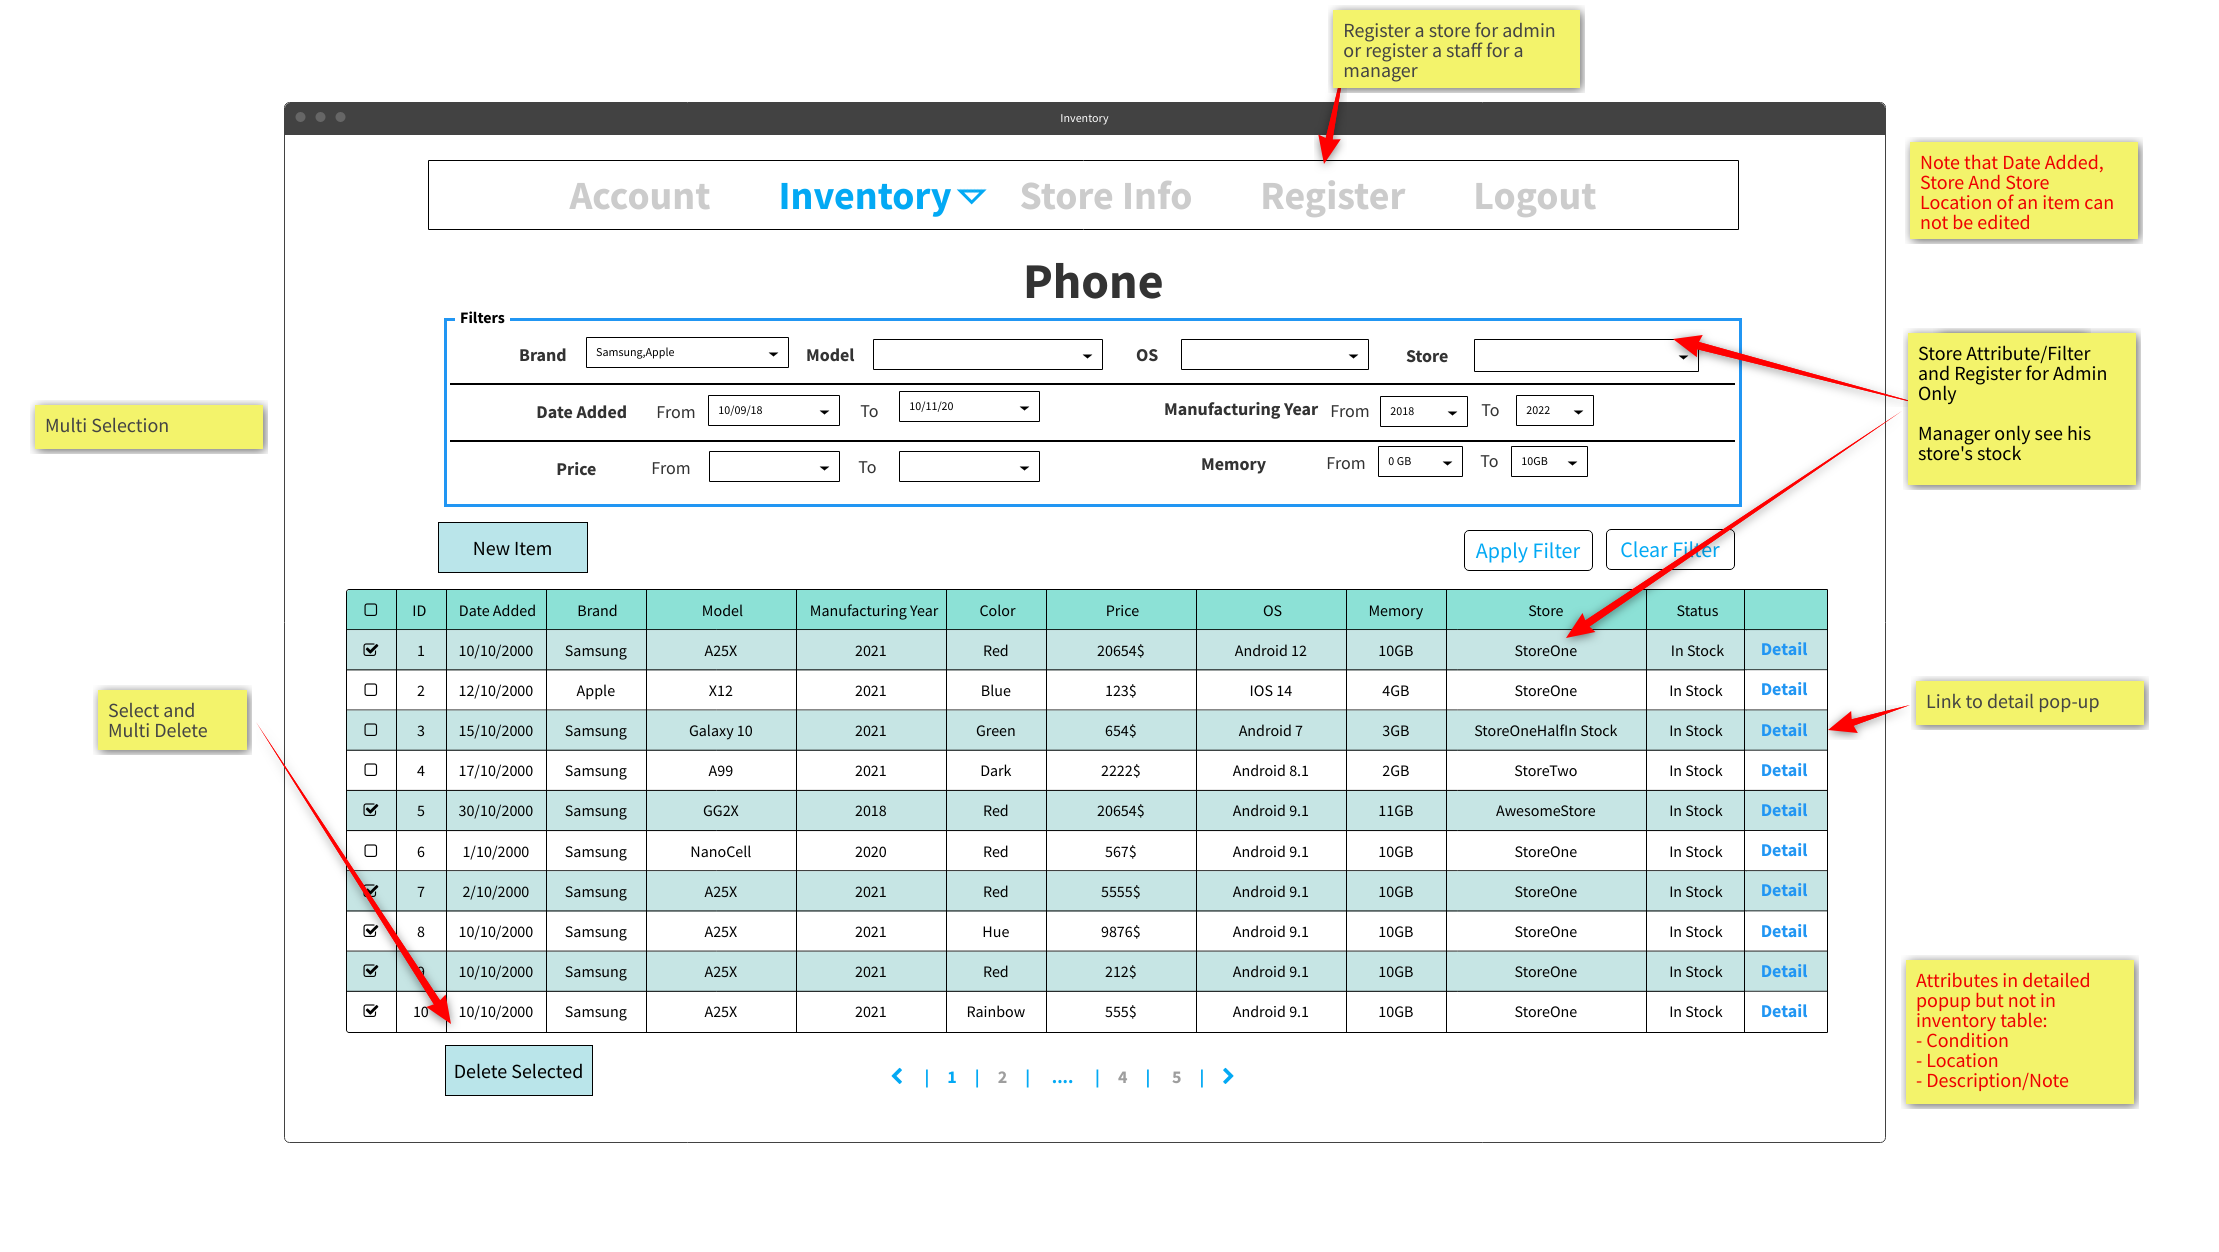 Register a store for admin
or register a staff for a
manager
Inventory
Account Inventory Store Info Register Logout
Note that Date Added,
Store And Store
Location of an item can
not be edited
Phone
Filters
Brand Samsung,Apple Model OS Store
Date Added From 10/09/18 To 10/11/20 Manufacturing Year From 2018 To 2022
Price From To Memory From 0 GB To 10GB
Store Attribute/Filter
and Register for Admin
Only
Manager only see his
store's stock
Multi Selection
New Item Apply Filter Clear Filter
ID Date Added Brand Model Manufacturing Year Color Price OS Memory Store Status
1 10/10/2000 Samsung A25X 2021 Red 20654$ Android 12 10GB StoreOne In Stock Detail
2 12/10/2000 Apple X12 2021 Blue 123$ IOS 14 4GB StoreOne In Stock Detail
3 15/10/2000 Samsung Galaxy 10 2021 Green 654$ Android 7 3GB StoreOneHalfIn Stock In Stock Detail
4 17/10/2000 Samsung A99 2021 Dark 2222$ Android 8.1 2GB StoreTwo In Stock Detail
5 30/10/2000 Samsung GG2X 2018 Red 20654$ Android 9.1 11GB AwesomeStore In Stock Detail
6 1/10/2000 Samsung NanoCell 2020 Red 567$ Android 9.1 10GB StoreOne In Stock Detail
7 2/10/2000 Samsung A25X 2021 Red 5555$ Android 9.1 10GB StoreOne In Stock Detail
8 10/10/2000 Samsung A25X 2021 Hue 9876$ Android 9.1 10GB StoreOne In Stock Detail
9 10/10/2000 Samsung A25X 2021 Red 212$ Android 9.1 10GB StoreOne In Stock Detail
10 10/10/2000 Samsung A25X 2021 Rainbow 555$ Android 9.1 10GB StoreOne In Stock Detail
Select and
Multi Delete
Link to detail pop-up
Attributes in detailed
popup but not in
inventory table:
- Condition
- Location
- Description/Note
Delete Selected
| 1 | 2 | .... | 4 | 5 |